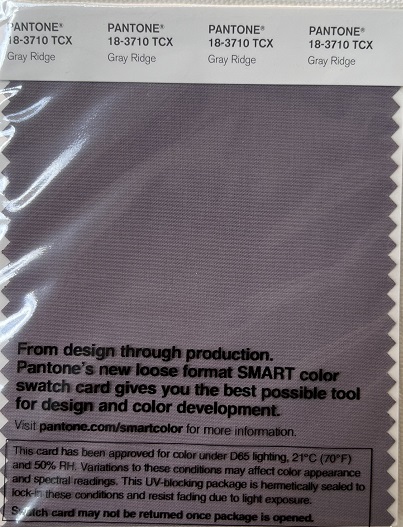 PANTONE® PANTONE® PANTONE® PANTONE®
18-3710 TCX 18-3710 TCX 18-3710 TCX 18-3710 TCX
Gray Ridge Gray Ridge Gray Ridge Gray Ridge
From design through production.
Pantone's new loose format SMART color
swatch card gives you the best possible tool
for design and color development.
Visit pantone.com/smartcolor for more information.
This card has been approved for color under D65 lighting, 21°C (70°F)
and 50% RH. Variations to these conditions may affect color appearance
and spectral readings. This UV-blocking package is hermetically sealed to
lock-in these conditions and resist fading due to light exposure.
Swatch card may not be returned once package is opened.